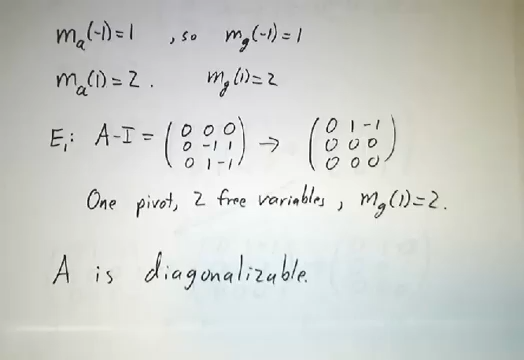 mₐ(-1)=1 , so m_g(-1)=1
mₐ(1)=2. m_g(1)=2
E₁: A-I = (0 0 0) → (0 1 -1)
(0 -1 1) (0 0 0)
(0 1 -1) (0 0 0)
One pivot, 2 free variables, m_g(1)=2.
A is diagonalizable.